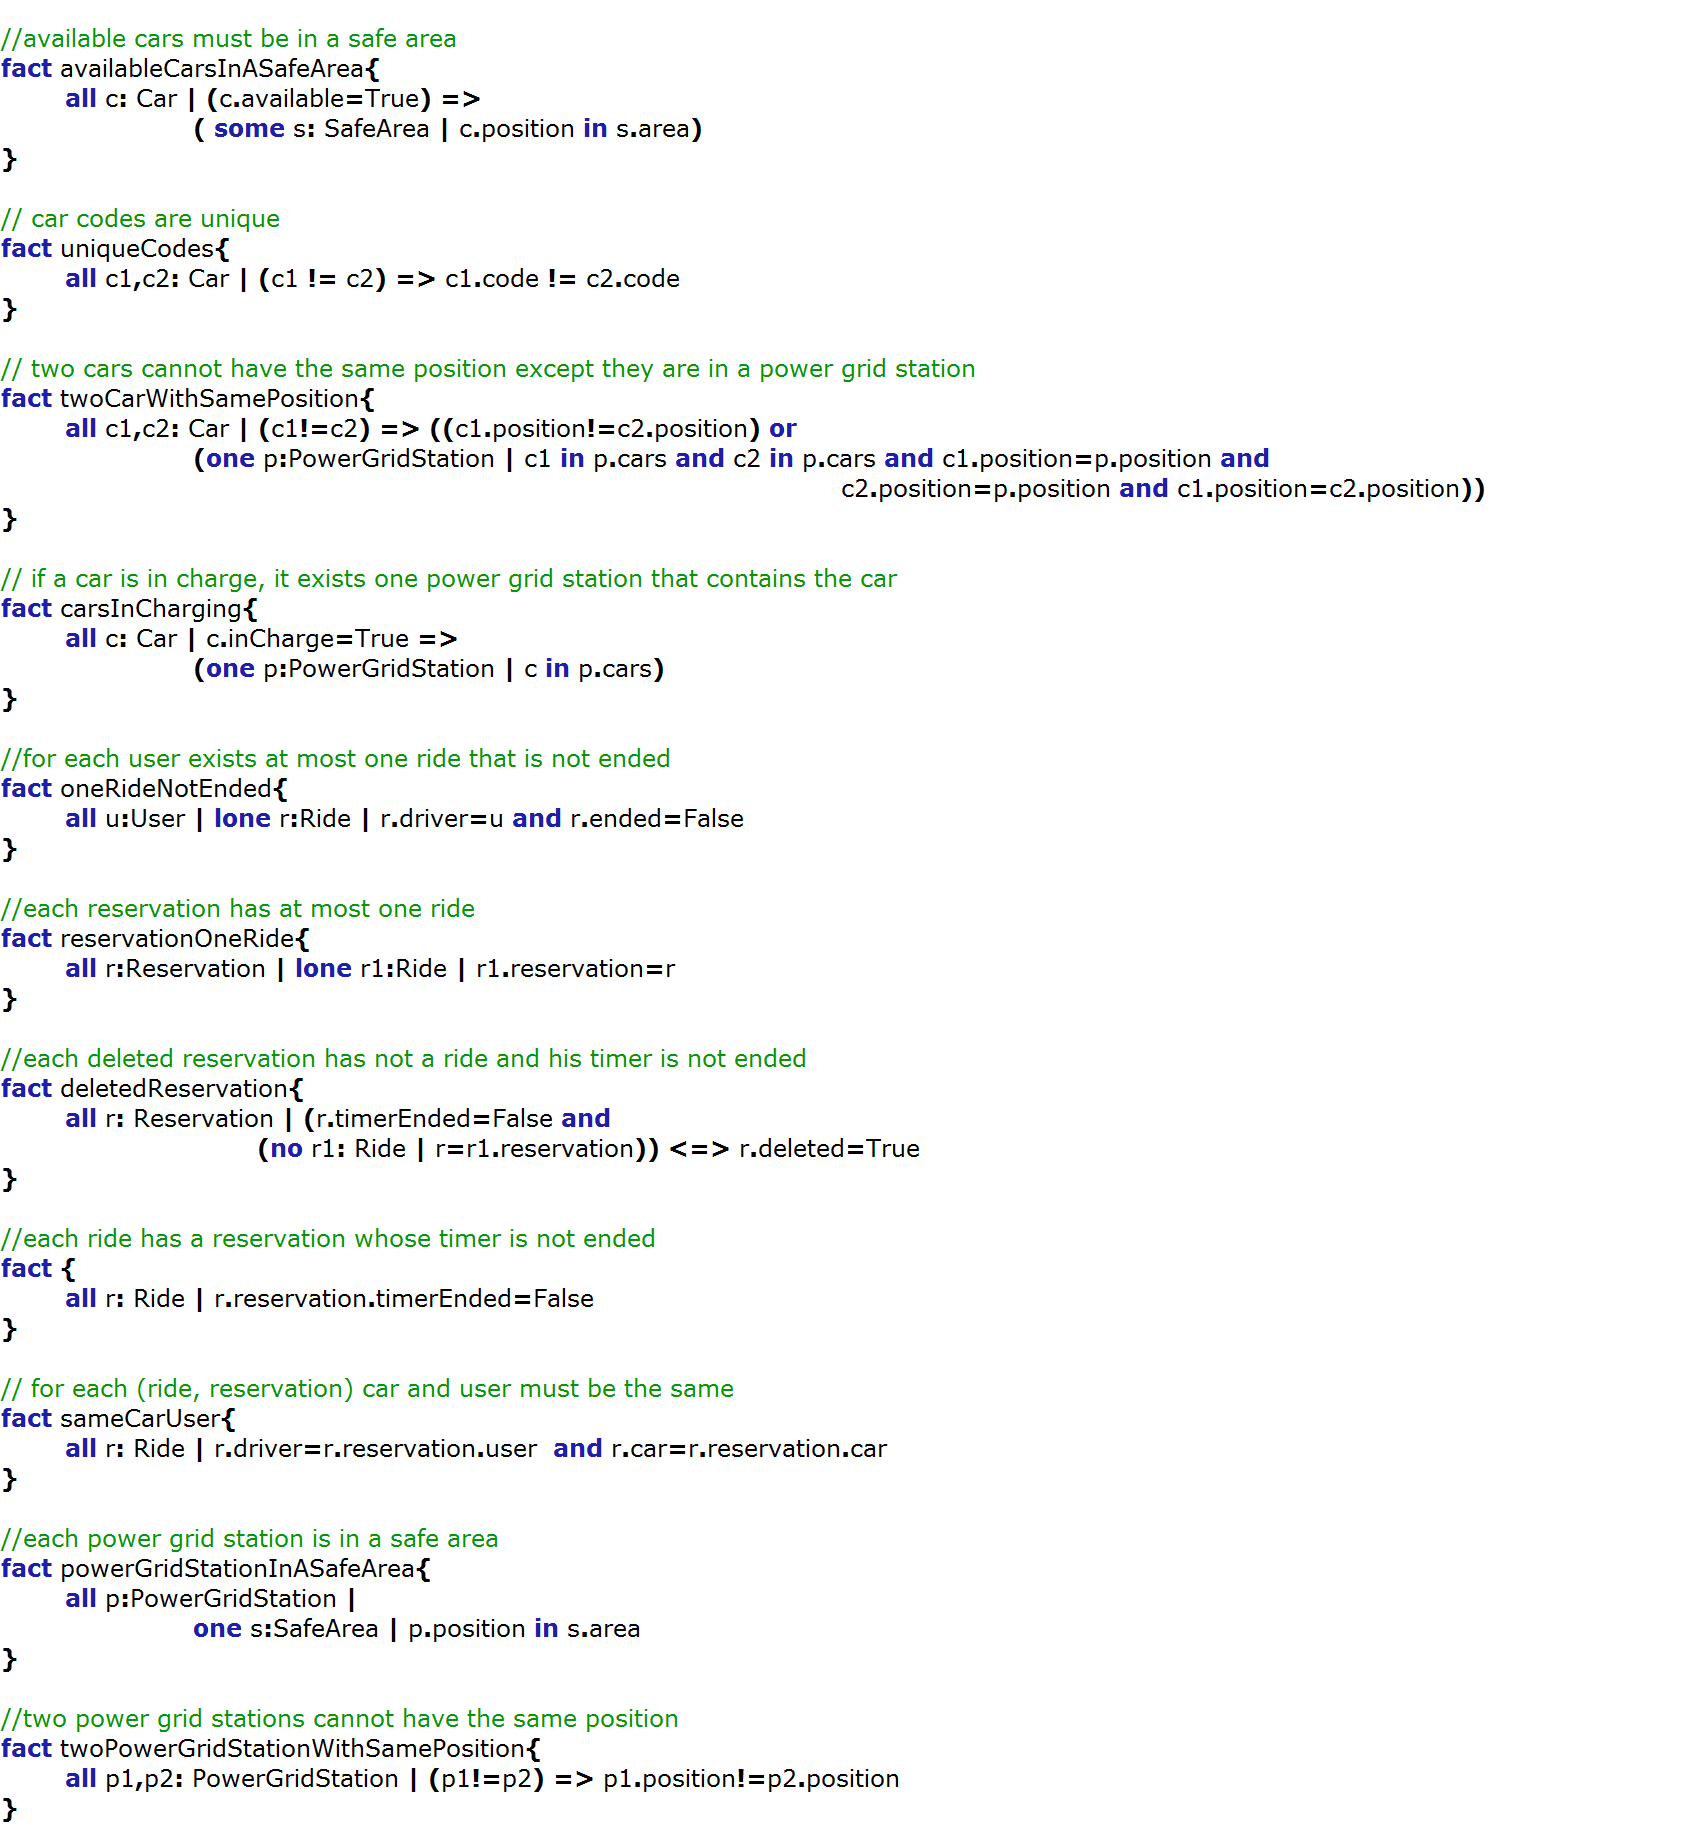 //available cars must be in a safe area
fact availableCarsInASafeArea{
all c: Car | (c.available=True) =>
( some s: SafeArea | c.position in s.area)
}
// car codes are unique
fact uniqueCodes{
all c1,c2: Car | (c1 != c2) => c1.code != c2.code
}
// two cars cannot have the same position except they are in a power grid station
fact twoCarWithSamePosition{
all c1,c2: Car | (c1!=c2) => ((c1.position!=c2.position) or
(one p:PowerGridStation | c1 in p.cars and c2 in p.cars and c1.position=p.position and
c2.position=p.position and c1.position=c2.position))
}
// if a car is in charge, it exists one power grid station that contains the car
fact carsInCharging{
all c: Car | c.inCharge=True =>
(one p:PowerGridStation | c in p.cars)
}
//for each user exists at most one ride that is not ended
fact oneRideNotEnded{
all u:User | lone r:Ride | r.driver=u and r.ended=False
}
//each reservation has at most one ride
fact reservationOneRide{
all r:Reservation | lone r1:Ride | r1.reservation=r
}
//each deleted reservation has not a ride and his timer is not ended
fact deletedReservation{
all r: Reservation | (r.timerEnded=False and
(no r1: Ride | r=r1.reservation)) <=> r.deleted=True
}
//each ride has a reservation whose timer is not ended
fact {
all r: Ride | r.reservation.timerEnded=False
}
// for each (ride, reservation) car and user must be the same
fact sameCarUser{
all r: Ride | r.driver=r.reservation.user  and r.car=r.reservation.car
}
//each power grid station is in a safe area
fact powerGridStationInASafeArea{
all p:PowerGridStation |
one s:SafeArea | p.position in s.area
}
//two power grid stations cannot have the same position
fact twoPowerGridStationWithSamePosition{
all p1,p2: PowerGridStation | (p1!=p2) => p1.position!=p2.position
}